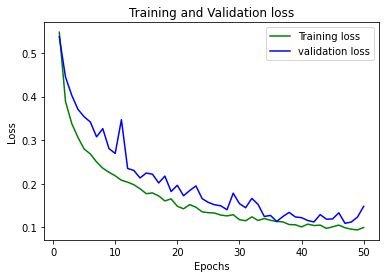 Training and Validation loss
Training loss
validation loss
Loss
0.5
0.4
0.3
0.2
0.1
0 10 20 30 40 50
Epochs